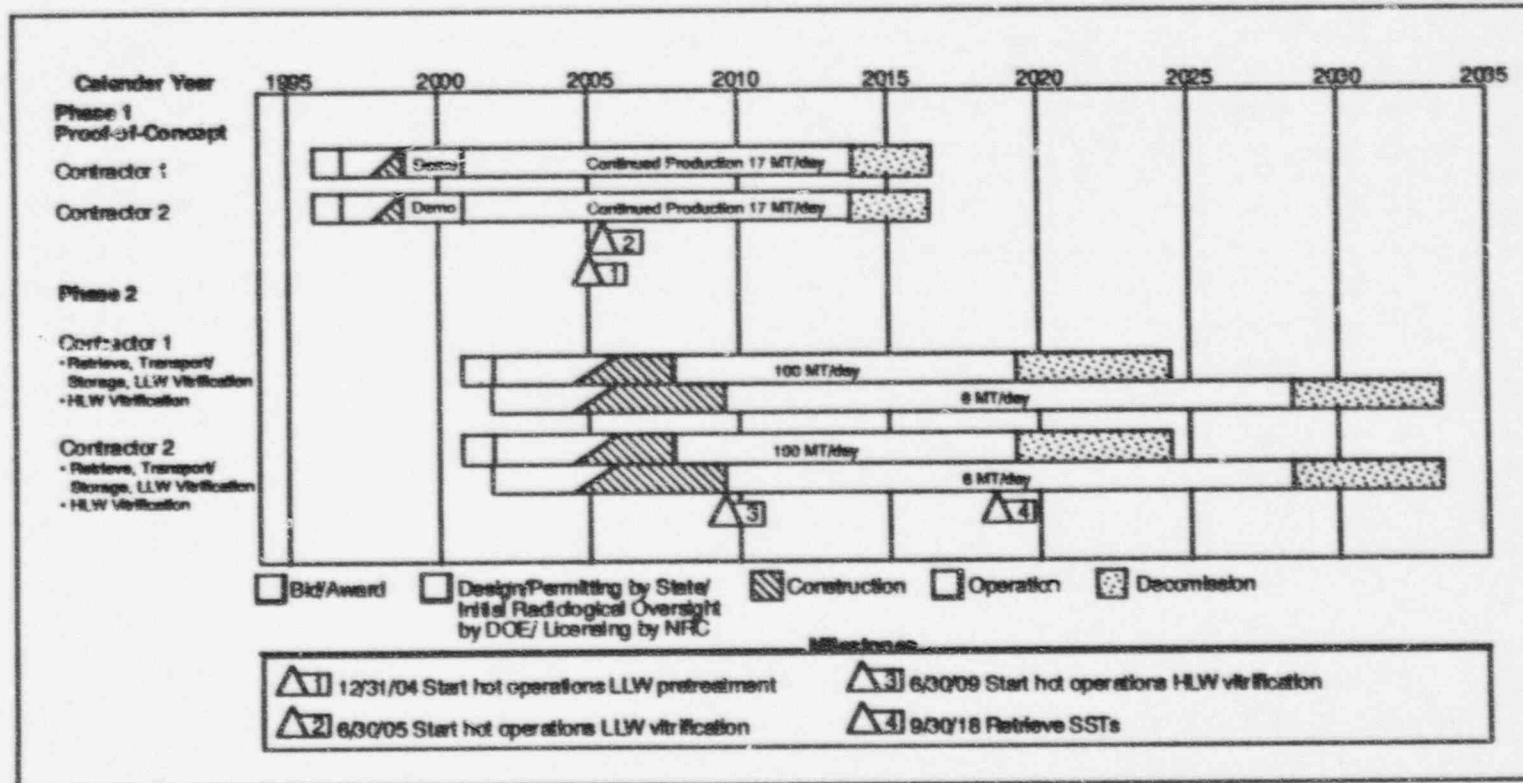 Calender Year 1995 2000 2005 2010 2015 2020 2025 2030 2035
Phase 1
Proof-of-Concept
Contractor 1 Demo Continued Production 17 MT/day
Contractor 2 Demo Continued Production 17 MT/day
2
1
Phase 2
Contractor 1
• Retrieve, Transport/
Storage, LLW Vitrification
100 MT/day
• HLW Vitrification
6 MT/day
Contractor 2
• Retrieve, Transport/
Storage, LLW Vitrification
100 MT/day
• HLW Vitrification
6 MT/day
3 4
Bid/Award Design/Permitting by State/ Construction Operation Decomission
Initial Radiological Oversight
by DOE/ Licensing by NRC
Milestones
1 12/31/04 Start hot operations LLW pretreatment
3 6/30/09 Start hot operations HLW vitrification
2 6/30/05 Start hot operations LLW vitrification
4 9/30/18 Retrieve SSTs